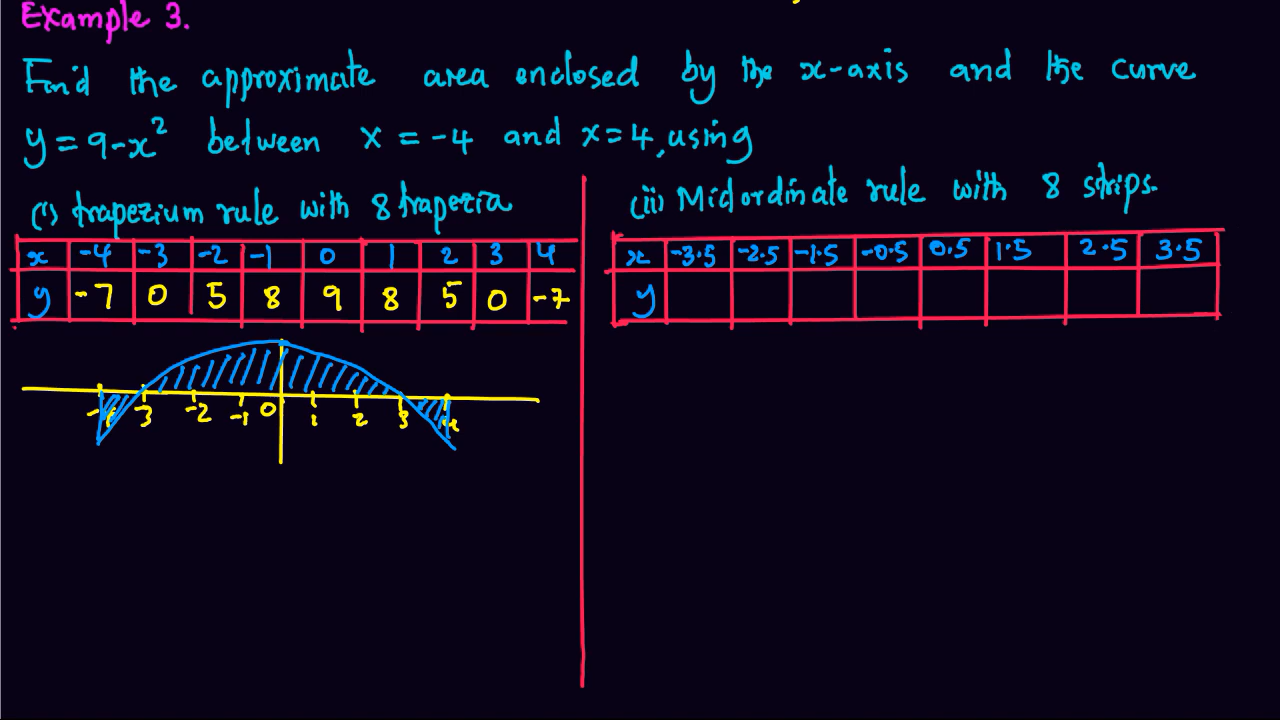 Example 3.
Find the approximate area enclosed by the x-axis and the curve
y = 9-x² between x = -4 and x=4, using
(i) trapezium rule with 8 trapezia
x -4 -3 -2 -1 0 1 2 3 4
y -7 0 5 8 9 8 5 0 -7
-4 -3 -2 -1 0 1 2 3 4
(ii) Midordinate rule with 8 strips.
x -3.5 -2.5 -1.5 -0.5 0.5 1.5 2.5 3.5
y